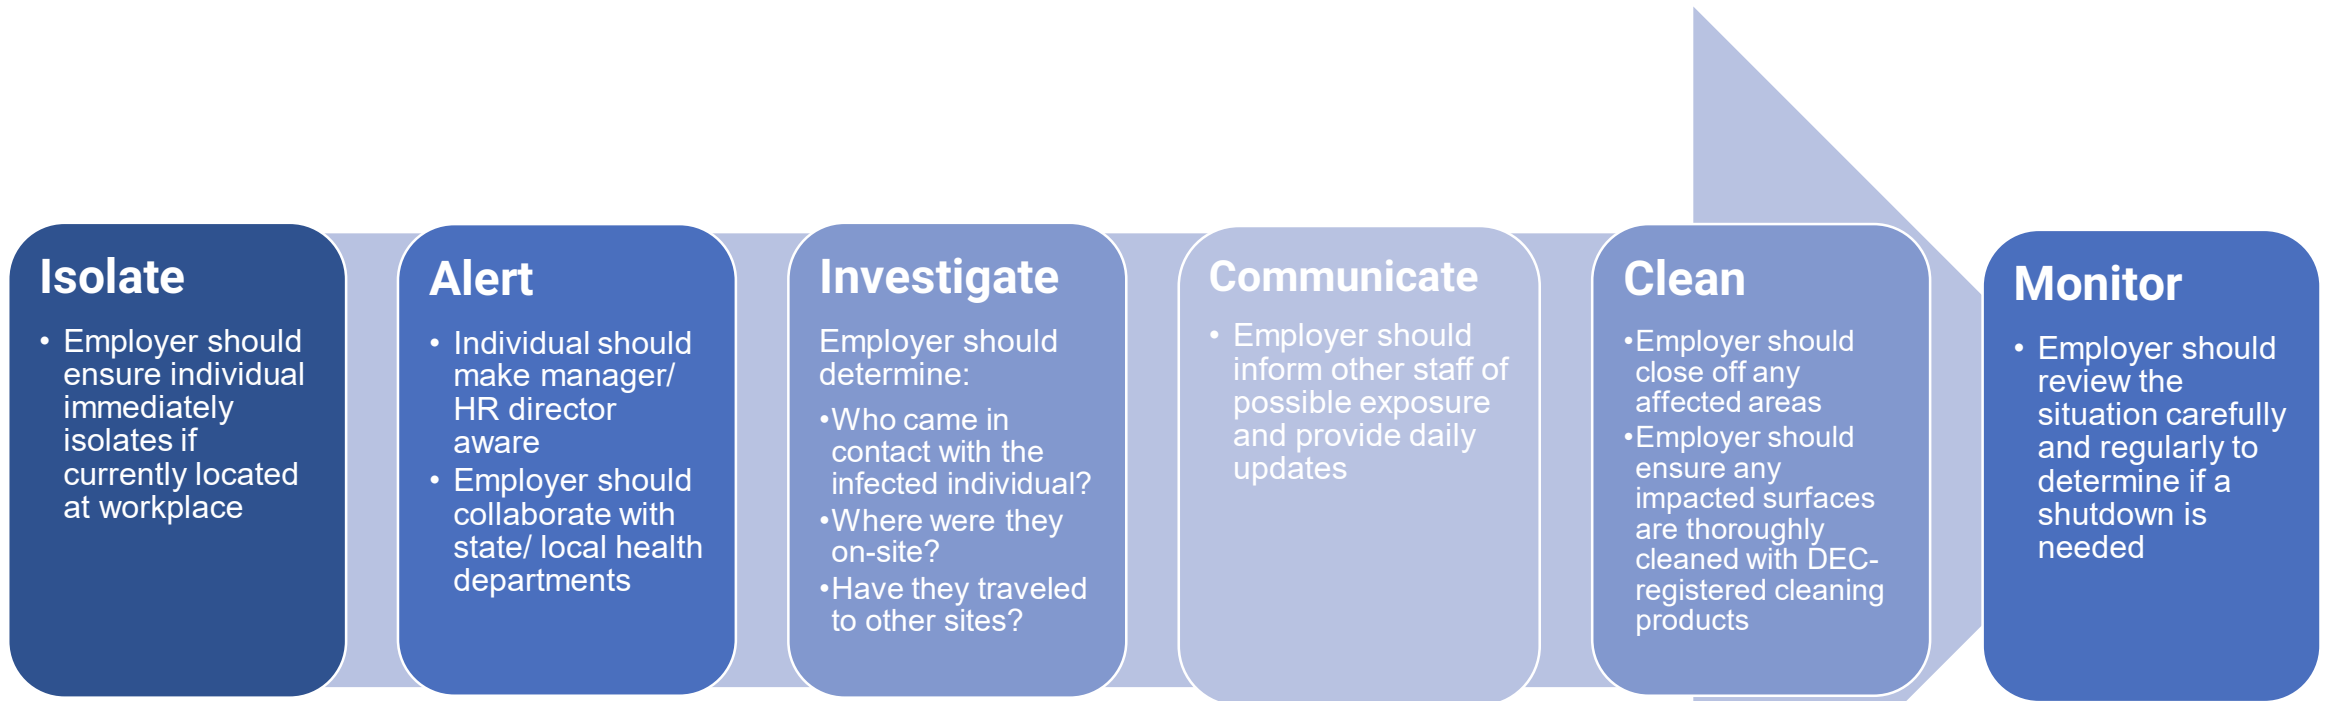 Isolate
• Employer should
ensure individual
immediately
isolates if
currently located
at workplace
Alert
• Individual should
make manager/
HR director
aware
• Employer should
collaborate with
state/ local health
departments
Investigate
Employer should
determine:
•Who came in
contact with the
infected individual?
•Where were they
on-site?
•Have they traveled
to other sites?
Communicate
• Employer should
inform other staff of
possible exposure
and provide daily
updates
Clean
•Employer should
close off any
affected areas
•Employer should
ensure any
impacted surfaces
are thoroughly
cleaned with DEC-
registered cleaning
products
Monitor
• Employer should
review the
situation carefully
and regularly to
determine if a
shutdown is
needed